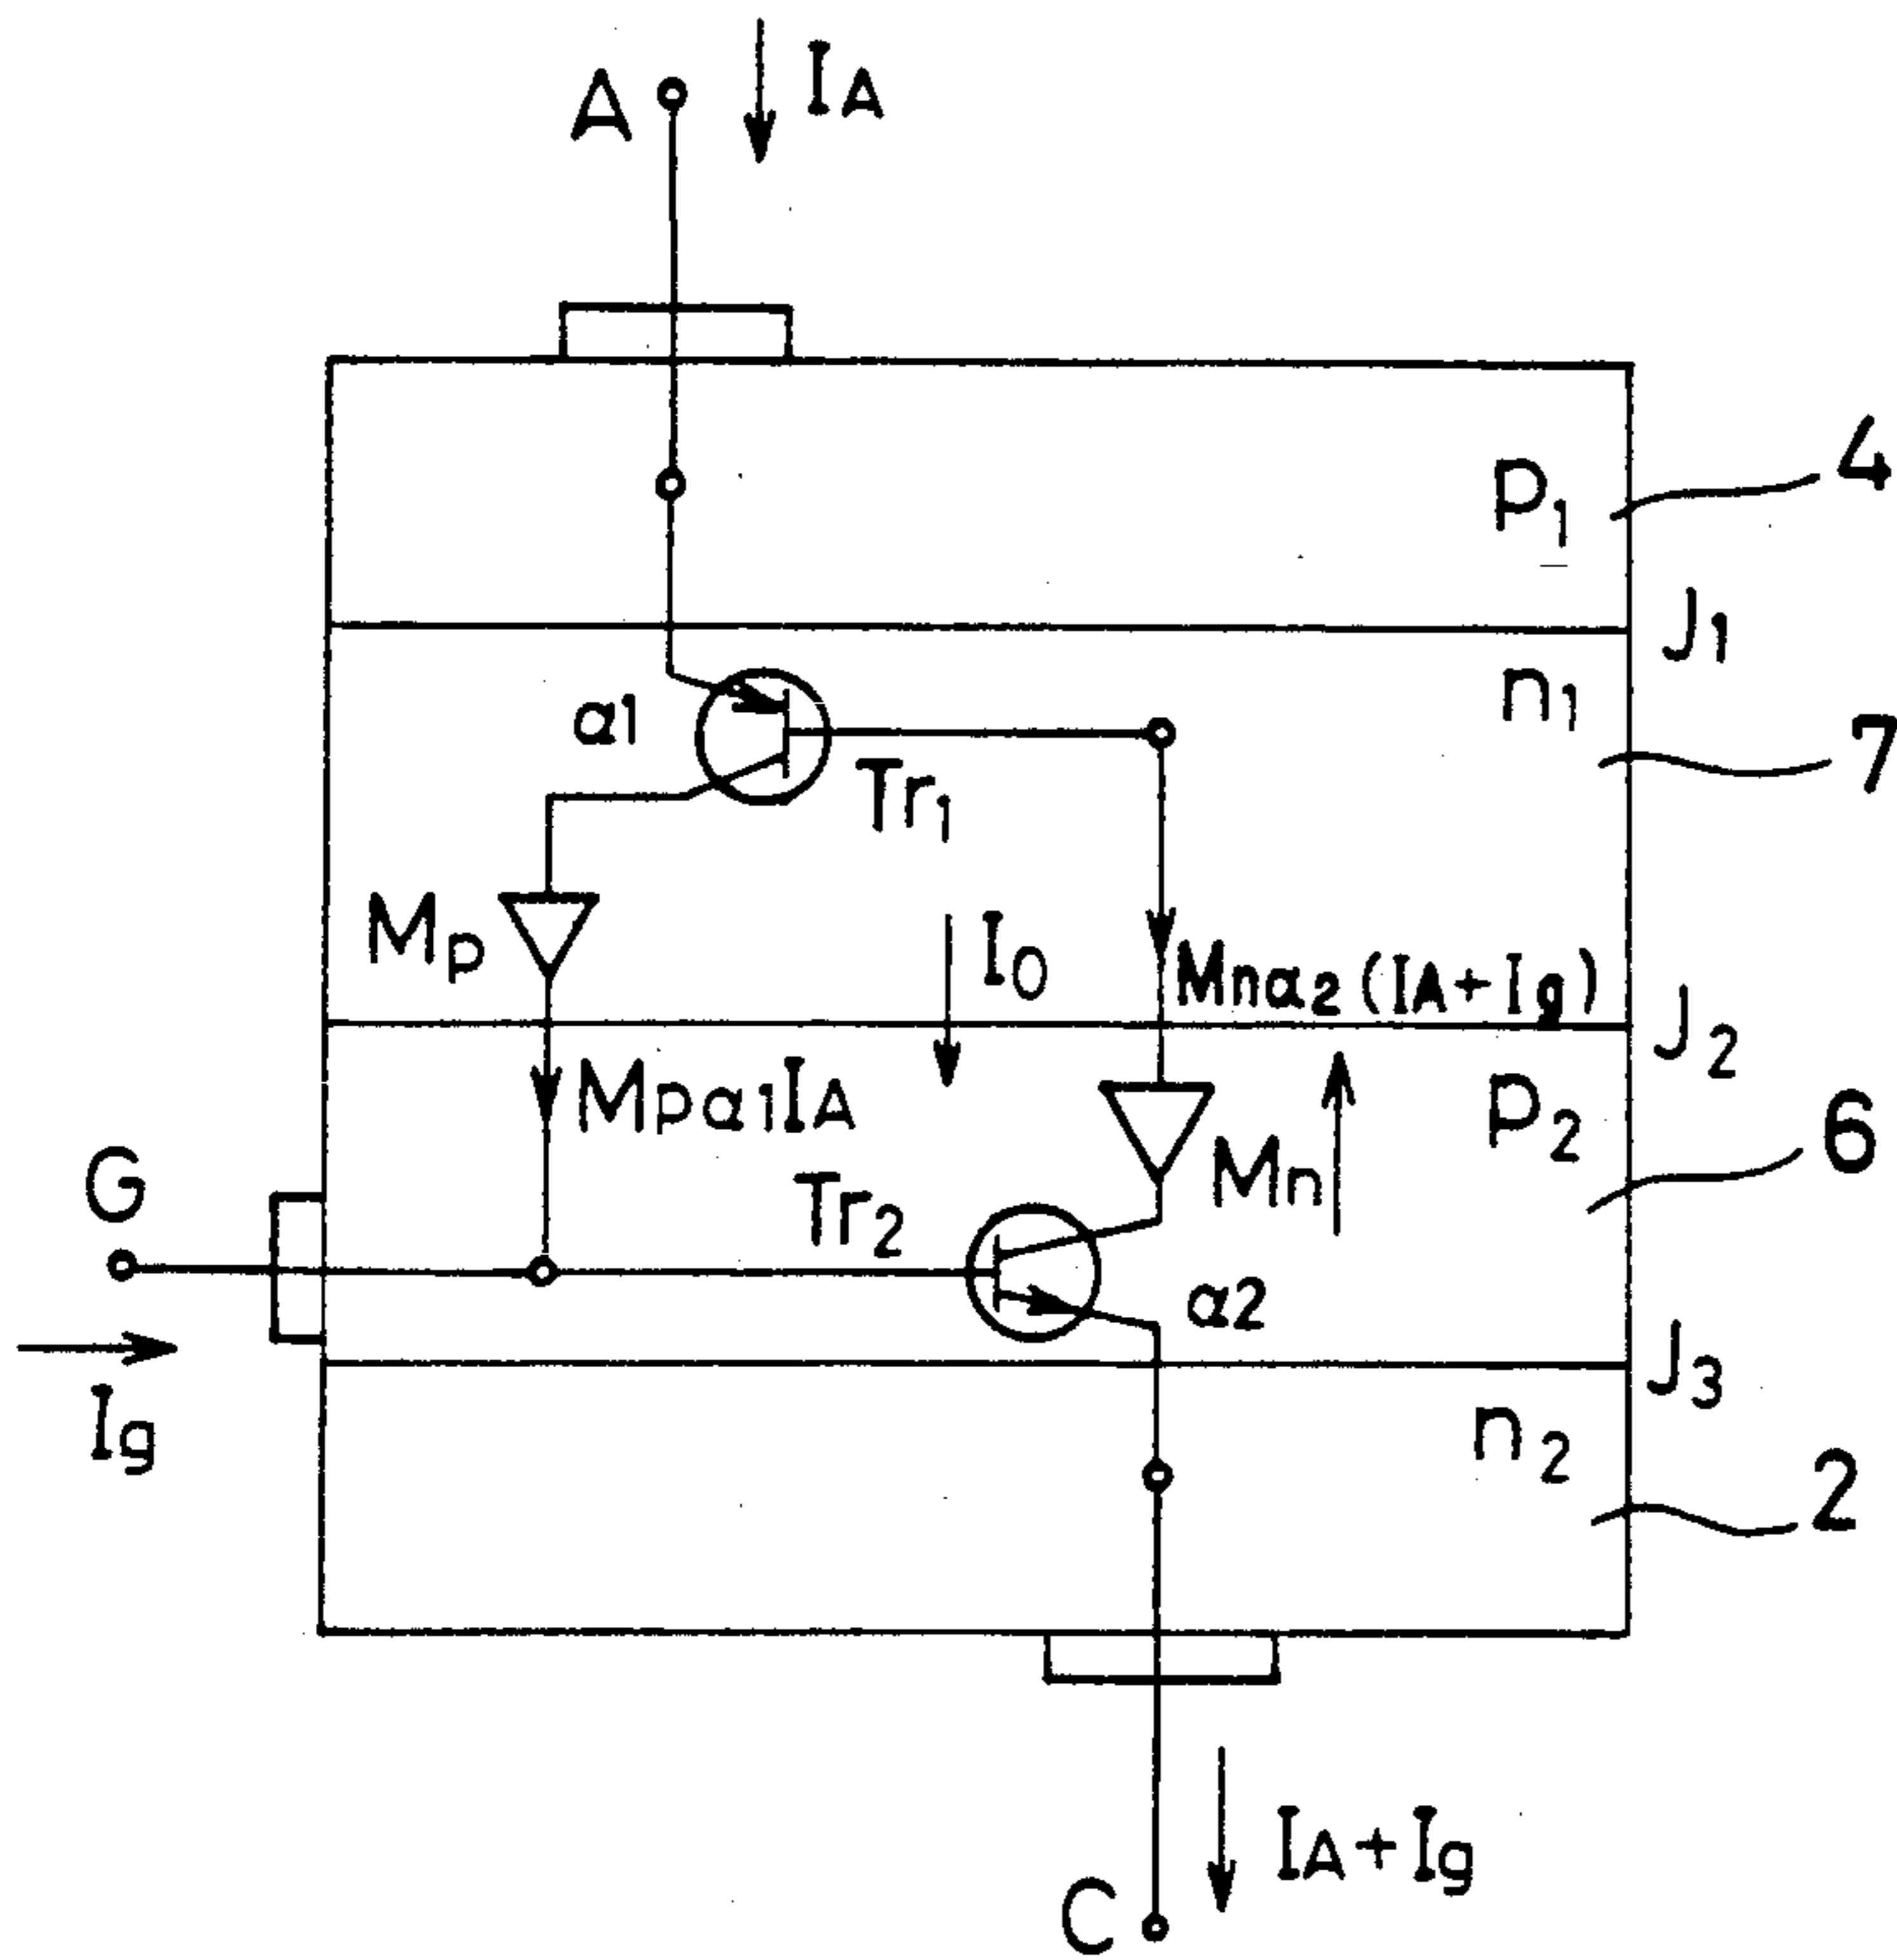 A
IA
P1
4
J1
n1
α1
Tr1
7
Mp
I0
Mnα2(IA+Ig)
J2
Mpα1IA
P2
6
G
Tr2
Mn
α2
J3
Ig
n2
2
IA+Ig
C